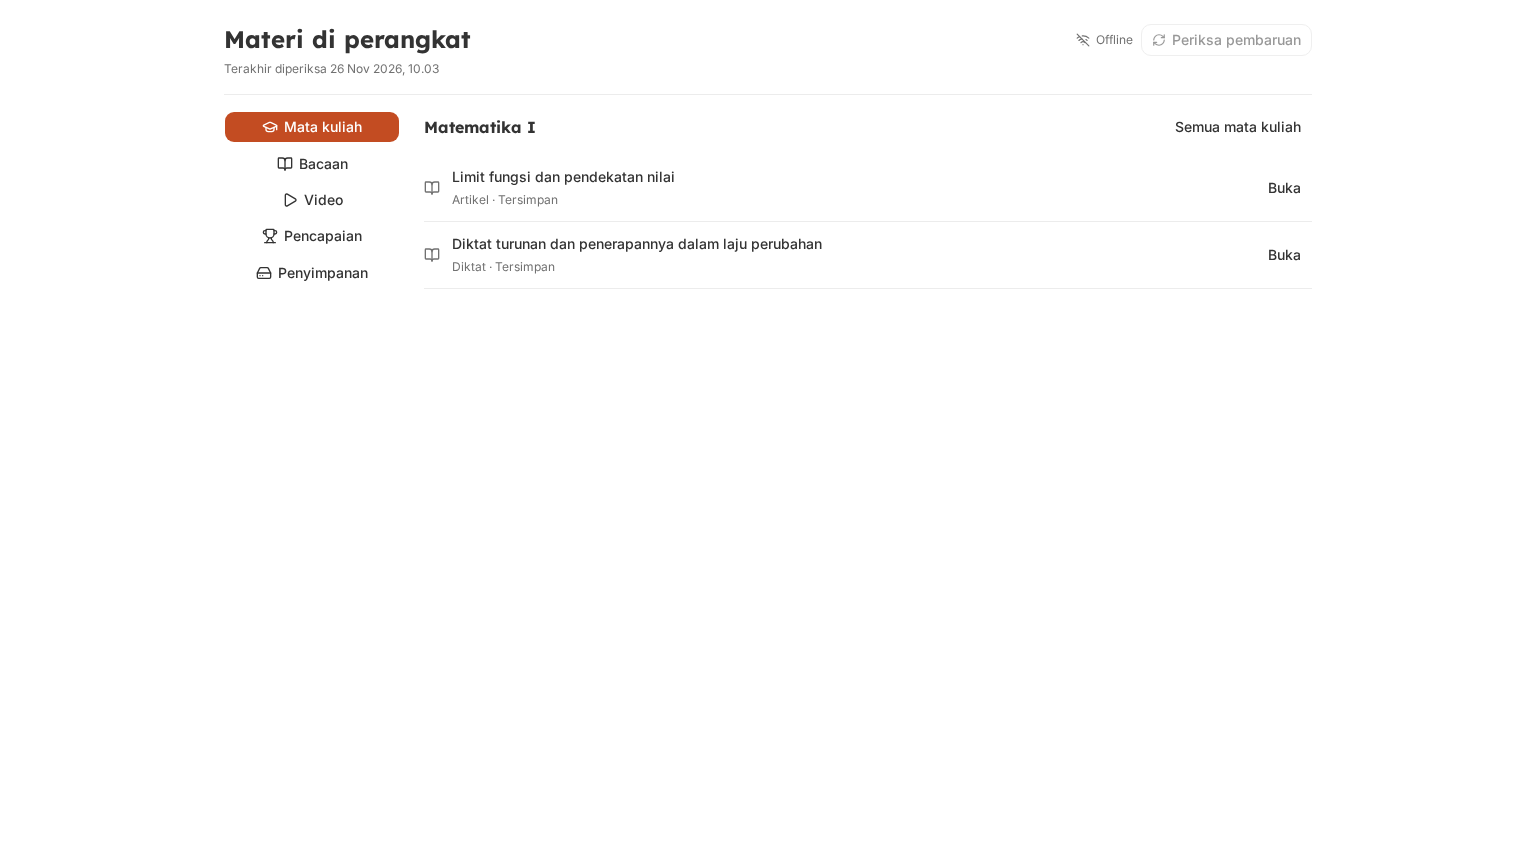 Materi di perangkat
Offline
Periksa pembaruan
Terakhir diperiksa 26 Nov 2026, 10.03
Mata kuliah
Bacaan
Video
Pencapaian
Penyimpanan
Matematika I
Semua mata kuliah
Limit fungsi dan pendekatan nilai
Artikel · Tersimpan
Buka
Diktat turunan dan penerapannya dalam laju perubahan
Diktat · Tersimpan
Buka